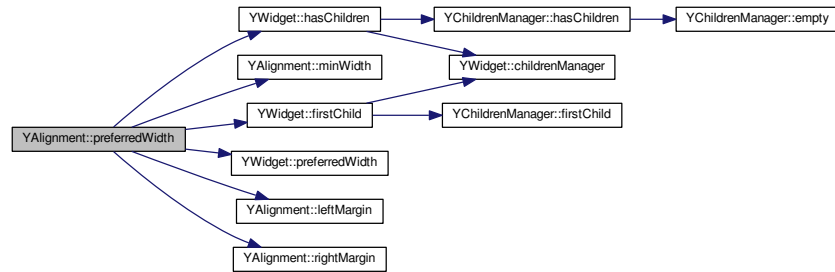 YWidget::hasChildren
YChildrenManager::hasChildren
YChildrenManager::empty
YAlignment::minWidth
YWidget::childrenManager
YWidget::firstChild
YChildrenManager::firstChild
YAlignment::preferredWidth
YWidget::preferredWidth
YAlignment::leftMargin
YAlignment::rightMargin